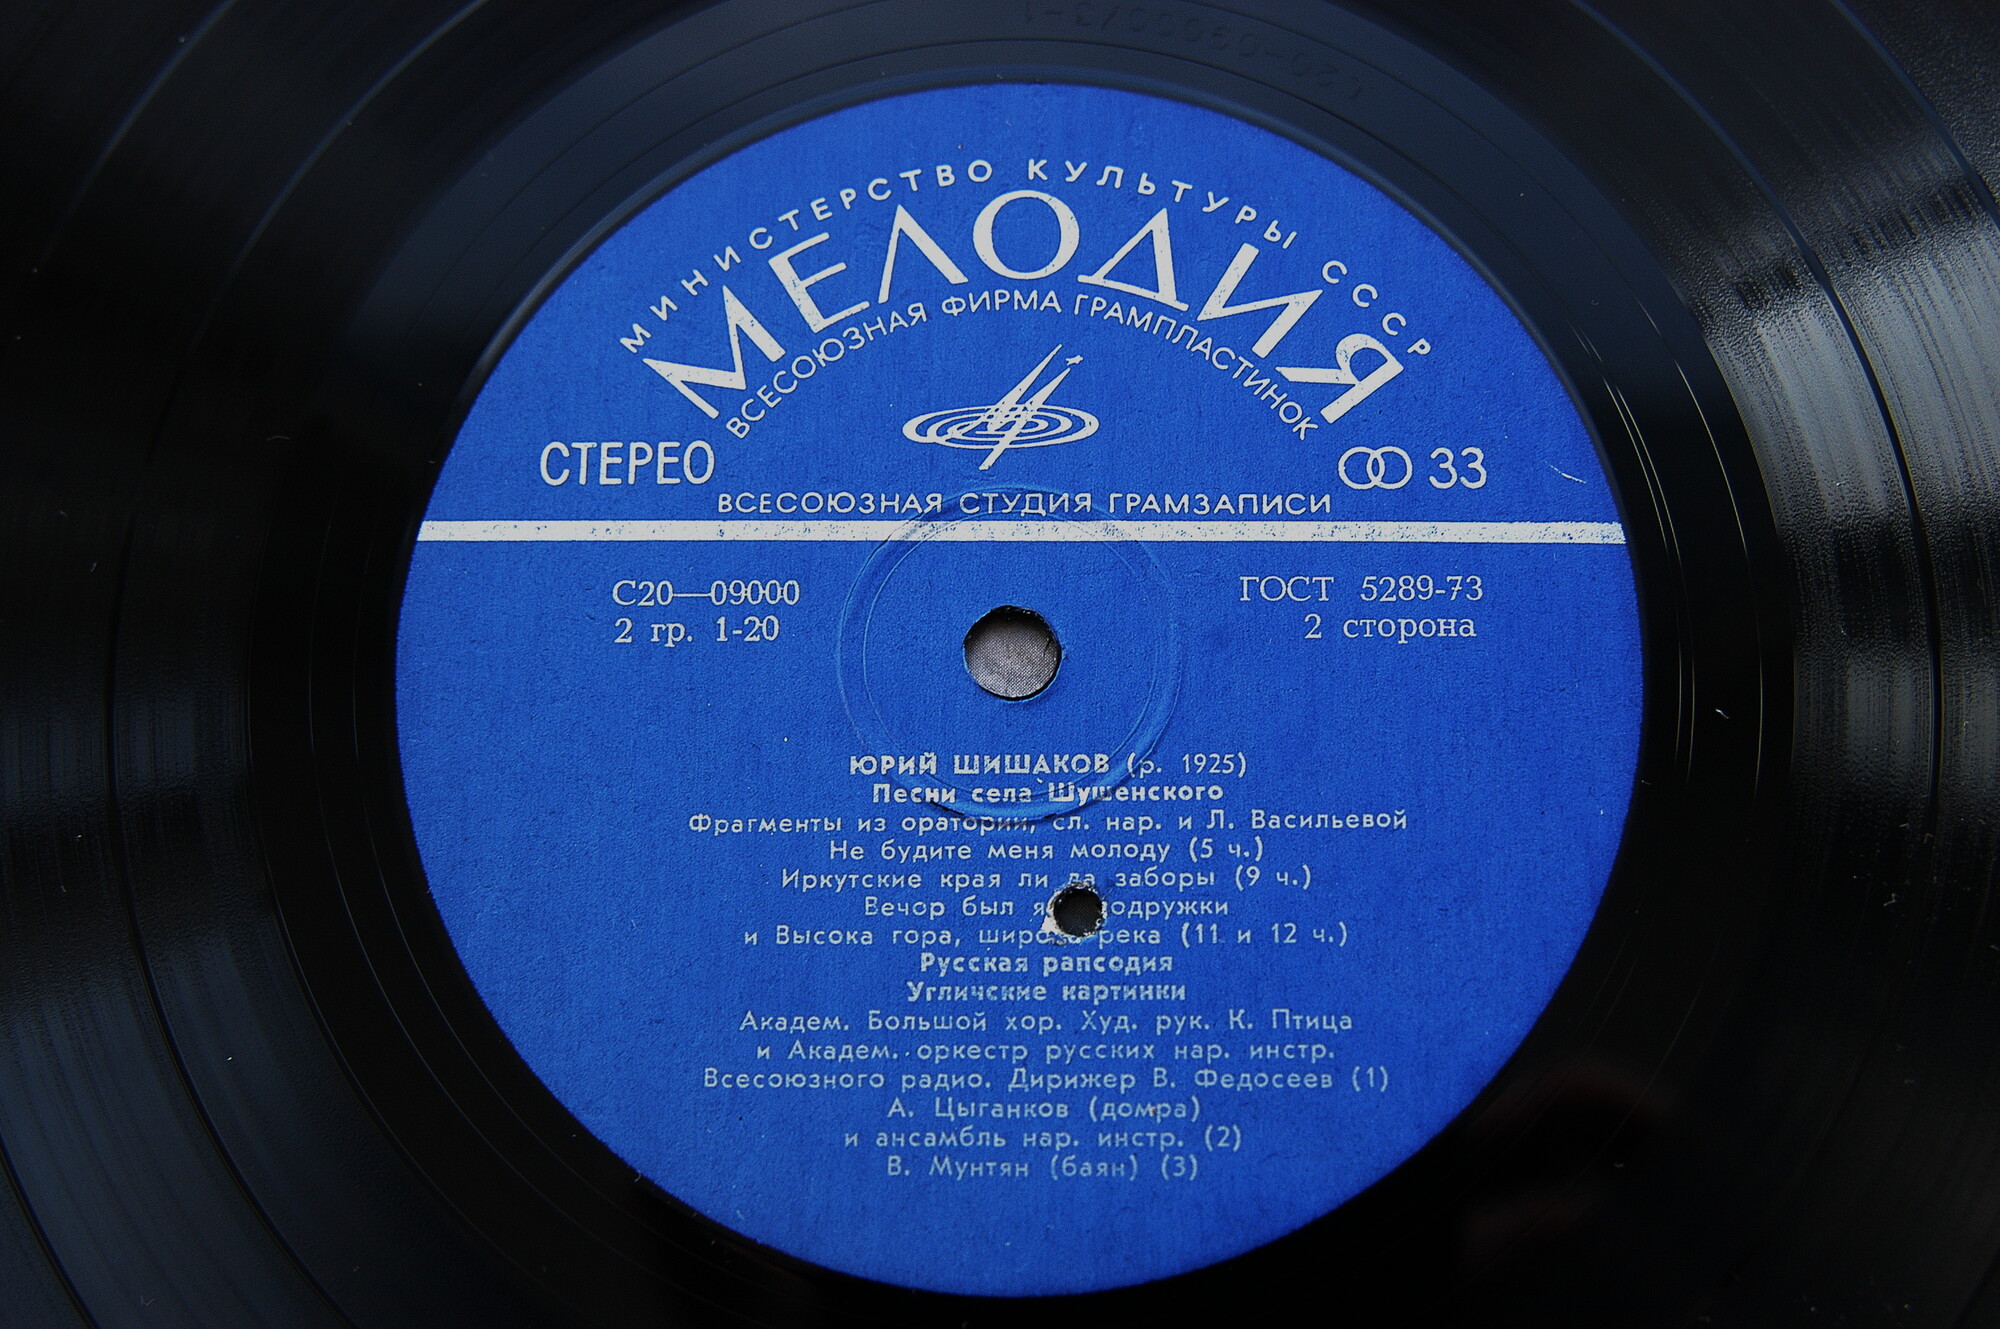 МИНИСТЕРСТВО КУЛЬТУРЫ СССР
МЕЛОДИЯ
ВСЕСОЮЗНАЯ ФИРМА ГРАМПЛАСТИНОК
СТЕРЕО
33
ВСЕСОЮЗНАЯ СТУДИЯ ГРАМЗАПИСИ
С20—09000
ГОСТ 5289-73
2 гр. 1-20
2 сторона
ЮРИЙ ШИШАКОВ (р. 1925)
Песни села Шушенского
Фрагменты из оратории, сл. нар. и Л. Васильевой
Не будите меня молоду (5 ч.)
Иркутские края ли да заборы (9 ч.)
Вечор был я
и Высока гора, широка река (11 и 12 ч.)
Русская рапсодия
Угличские картинки
Академ. Большой хор. Худ. рук. К. Птица
и Академ. оркестр русских нар. инстр.
Всесоюзного радио. Дирижер В. Федосеев (1)
А. Цыганков (домра)
и ансамбль нар. инстр. (2)
В. Мунтян (баян) (3)